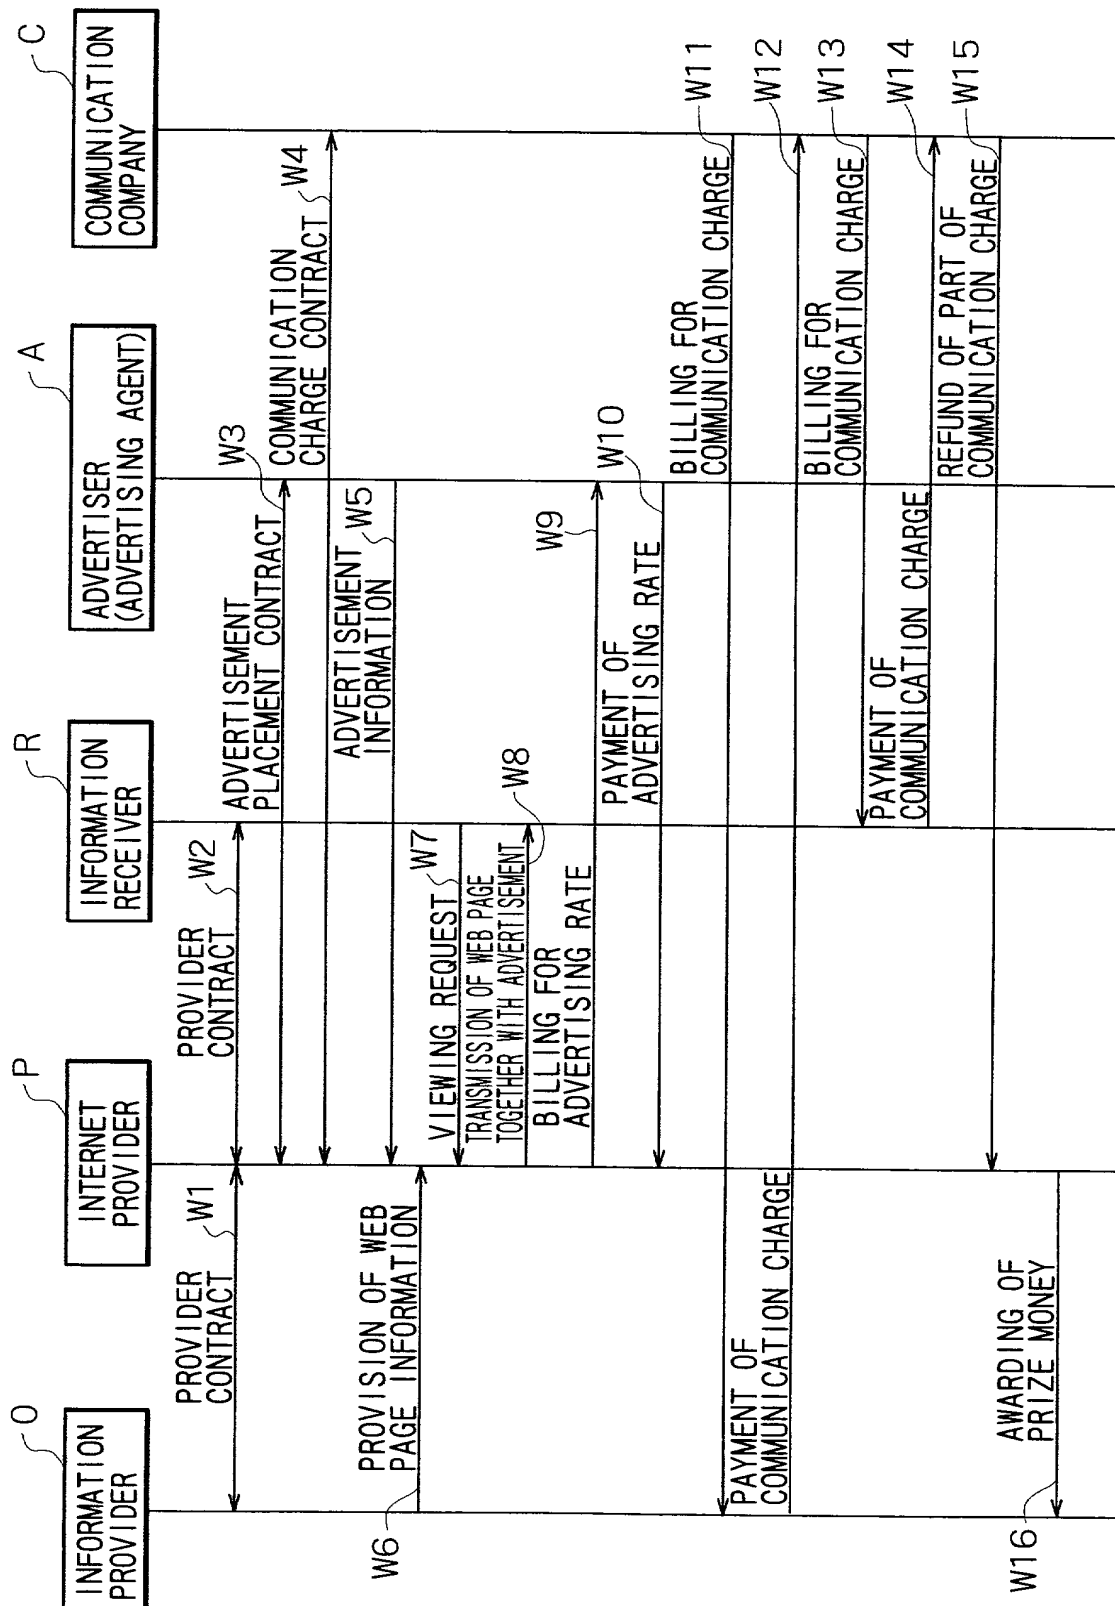 O
INFORMATION
PROVIDER
P
INTERNET
PROVIDER
R
INFORMATION
RECEIVER
A
ADVERTISER
(ADVERTISING AGENT)
C
COMMUNICATION
COMPANY
PROVIDER
CONTRACT
W1
PROVIDER
CONTRACT
W2
ADVERTISEMENT
PLACEMENT CONTRACT
W3
COMMUNICATION
CHARGE CONTRACT
W4
ADVERTISEMENT
INFORMATION
W5
PROVISION OF WEB
PAGE INFORMATION
W6
VIEWING REQUEST
W7
TRANSMISSION OF WEB PAGE
TOGETHER WITH ADVERTISEMENT
W8
BILLING FOR
ADVERTISING RATE
W9
PAYMENT OF
ADVERTISING RATE
W10
BILLING FOR
COMMUNICATION CHARGE
W11
PAYMENT OF
COMMUNICATION CHARGE
W12
BILLING FOR
COMMUNICATION CHARGE
W13
PAYMENT OF
COMMUNICATION CHARGE
W14
REFUND OF PART OF
COMMUNICATION CHARGE
W15
AWARDING OF
PRIZE MONEY
W16